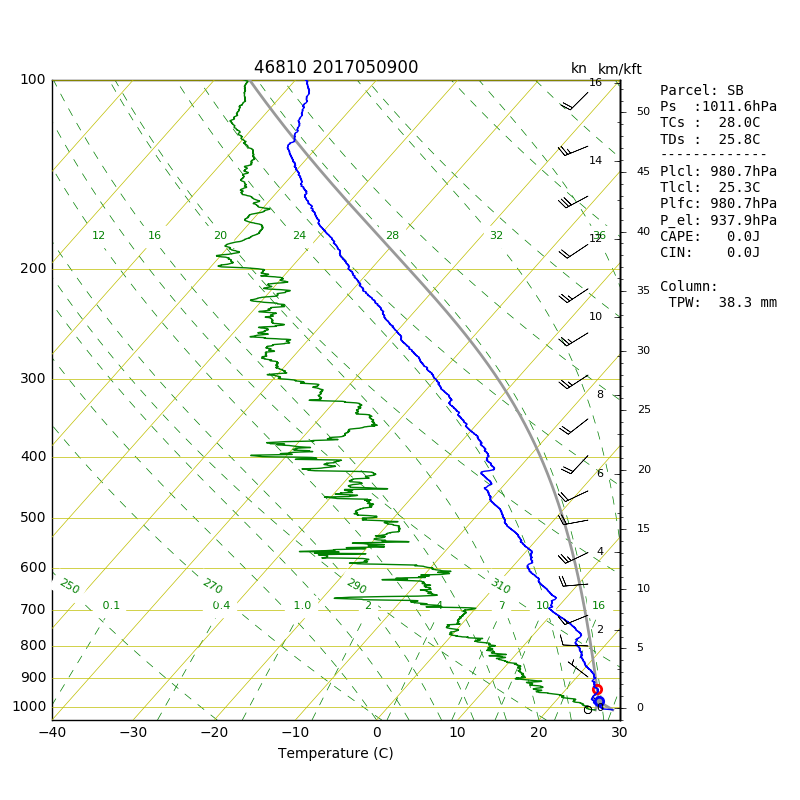 46810 2017050900
kn km/kft
Parcel: SB
Ps  :1011.6hPa
TCs :  28.0C
TDs :  25.8C
-------------
Plcl: 980.7hPa
Tlcl:  25.3C
Plfc: 980.7hPa
P_el: 937.9hPa
CAPE:   0.0J
CIN:    0.0J
Column:
TPW:  38.3 mm
100
200
300
400
500
600
700
800
900
1000
16
14
12
10
8
6
4
2
0
50
45
40
35
30
25
20
15
10
5
0
12 16 20 24 28 32 36
250 270 290 310
0.1 0.4 1.0 2 4 7 10 16
−40 −30 −20 −10 0 10 20 30
Temperature (C)